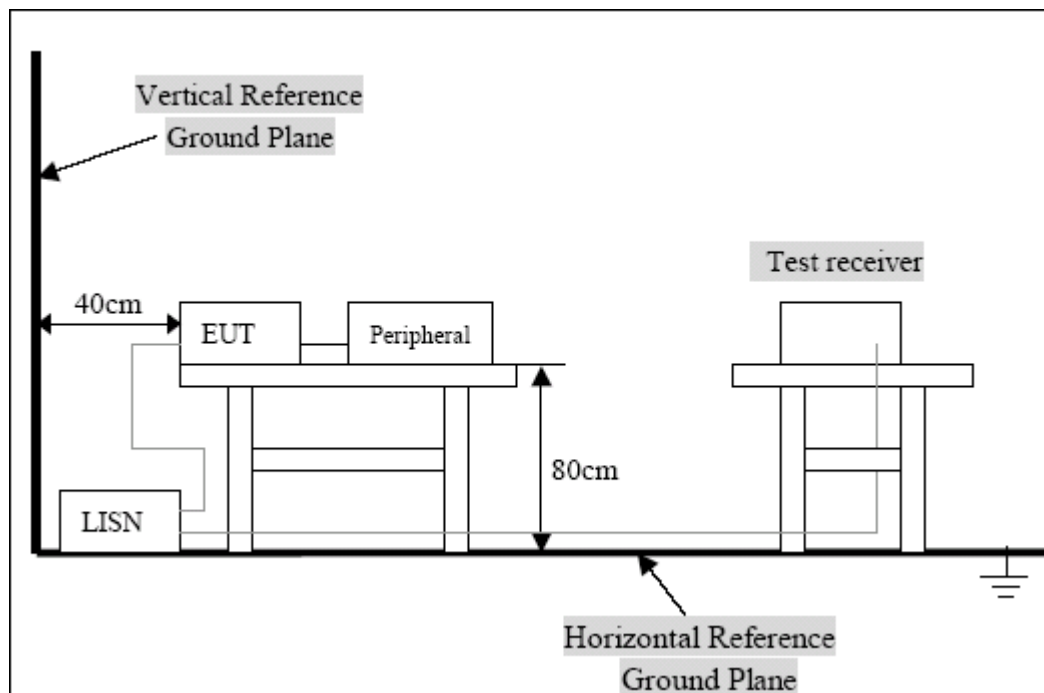 Vertical Reference
Ground Plane
Test receiver
40cm
EUT
Peripheral
80cm
LISN
Horizontal Reference
Ground Plane